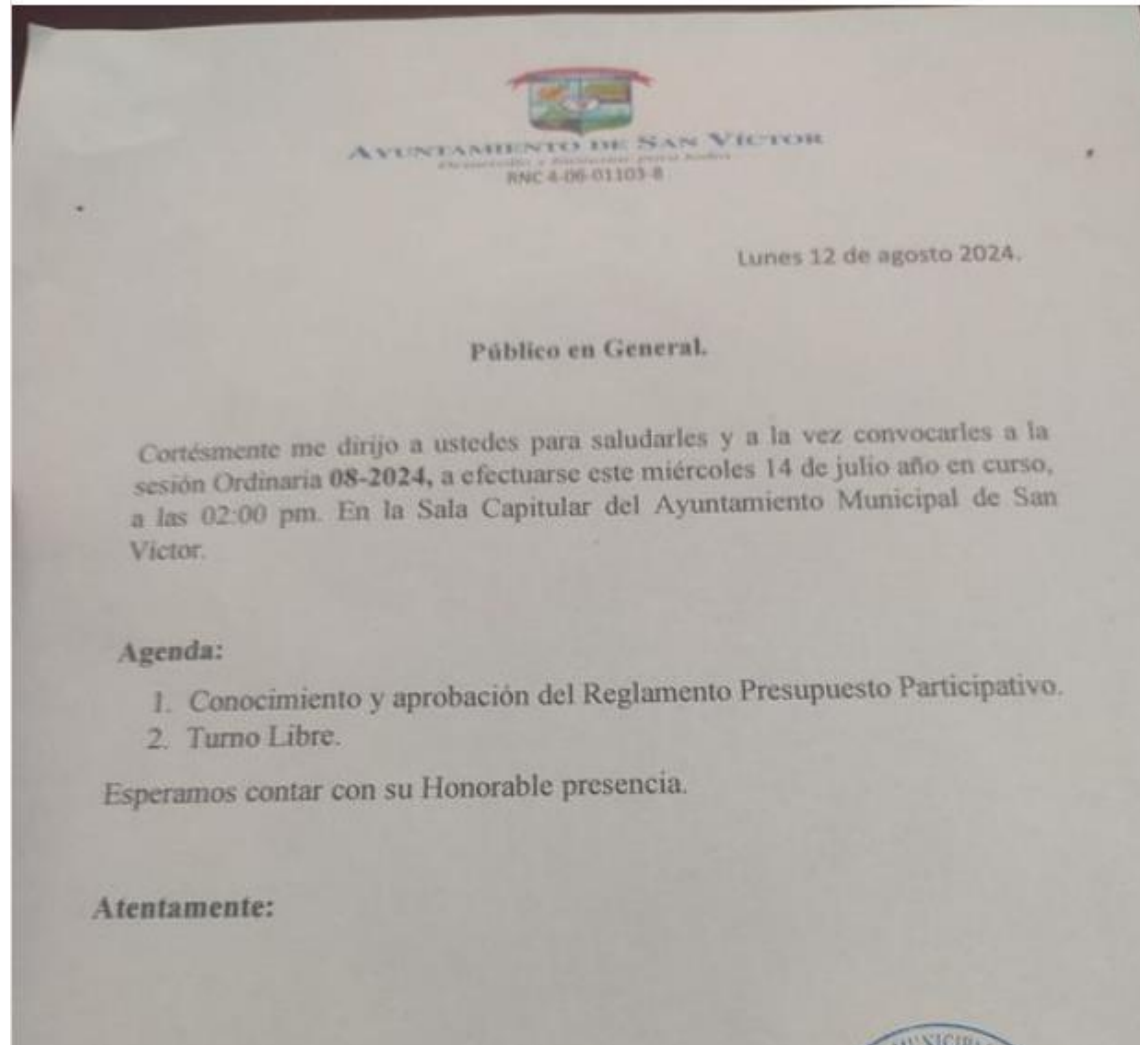 AYUNTAMIENTO DE SAN VÍCTOR
RNC 4-06-01103-8
Lunes 12 de agosto 2024.
Público en General.
Cortésmente me dirijo a ustedes para saludarles y a la vez convocarles a la
sesión Ordinaria 08-2024, a efectuarse este miércoles 14 de julio año en curso,
a las 02:00 pm. En la Sala Capitular del Ayuntamiento Municipal de San
Víctor.
Agenda:
1. Conocimiento y aprobación del Reglamento Presupuesto Participativo.
2. Turno Libre.
Esperamos contar con su Honorable presencia.
Atentamente: